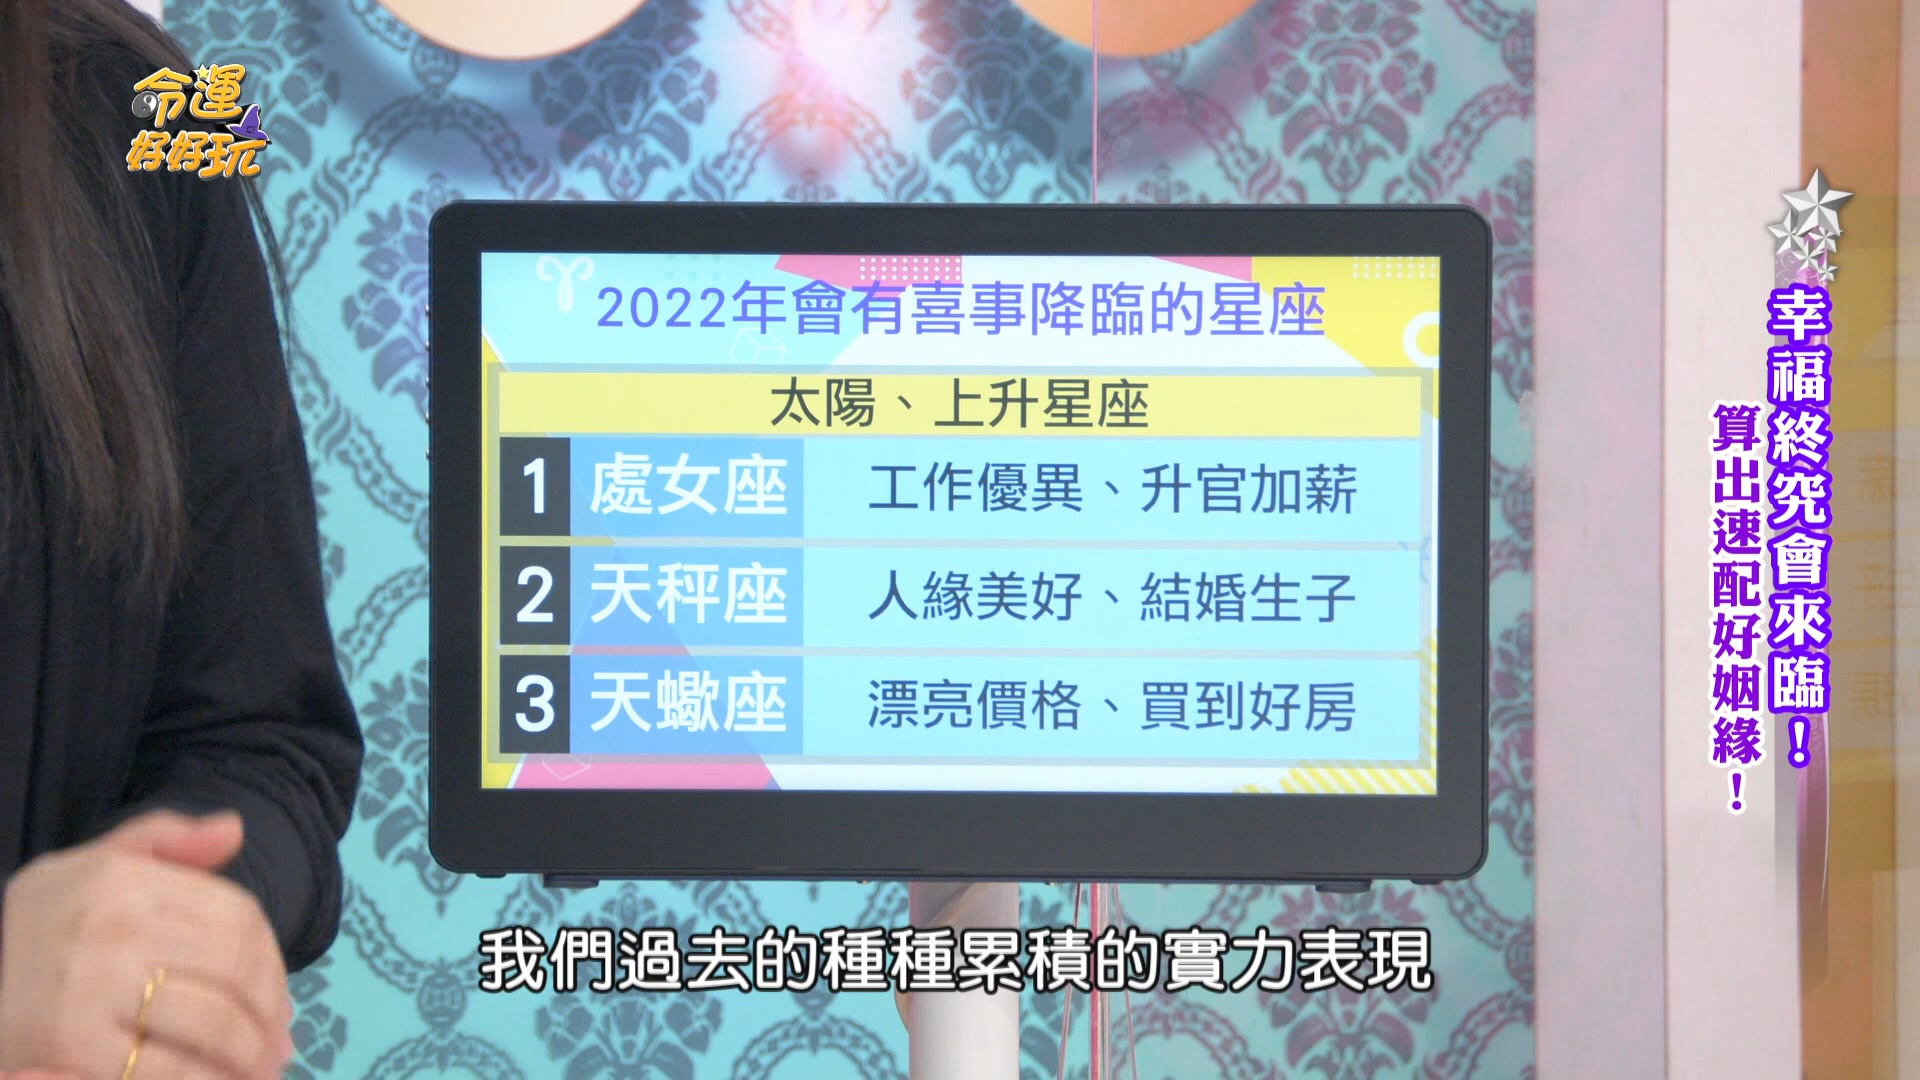 命運
好好玩
2022年會有喜事降臨的星座
太陽、上升星座
1 處女座 工作優異、升官加薪
2 天秤座 人緣美好、結婚生子
3 天蠍座 漂亮價格、買到好房
幸福終究會來臨！
算出速配好姻緣！
我們過去的種種累積的實力表現